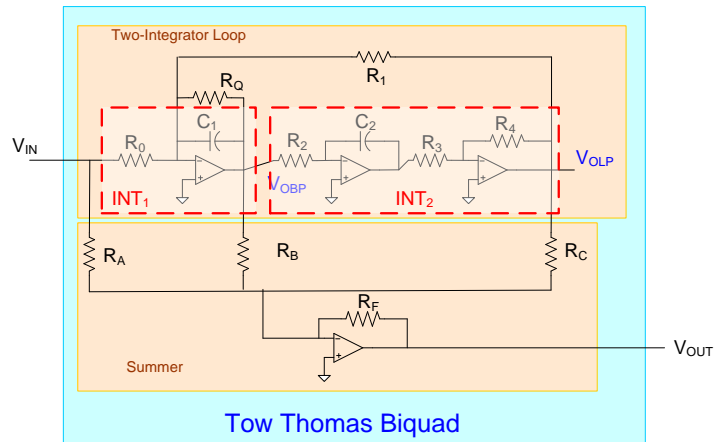 Two-Integrator Loop
R1
RQ
C1
C2
R0
R2
R3
R4
VIN
VOBP
VOLP
INT1
INT2
RA
RB
RC
RF
VOUT
Summer
Tow Thomas Biquad